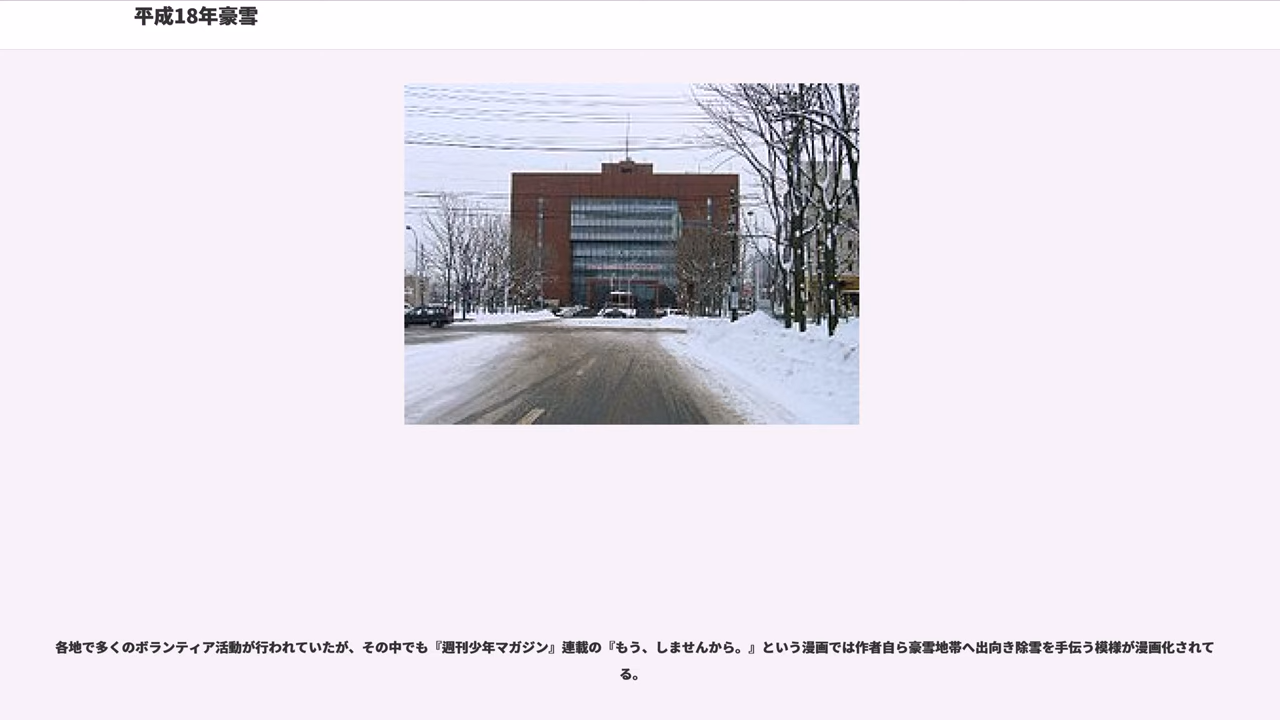 平成18年豪雪
各地で多くのボランティア活動が行われていたが、その中でも『週刊少年マガジン』連載の『もう、しませんから。』という漫画では作者自ら豪雪地帯へ出向き除雪を手伝う模様が漫画化されて
る。